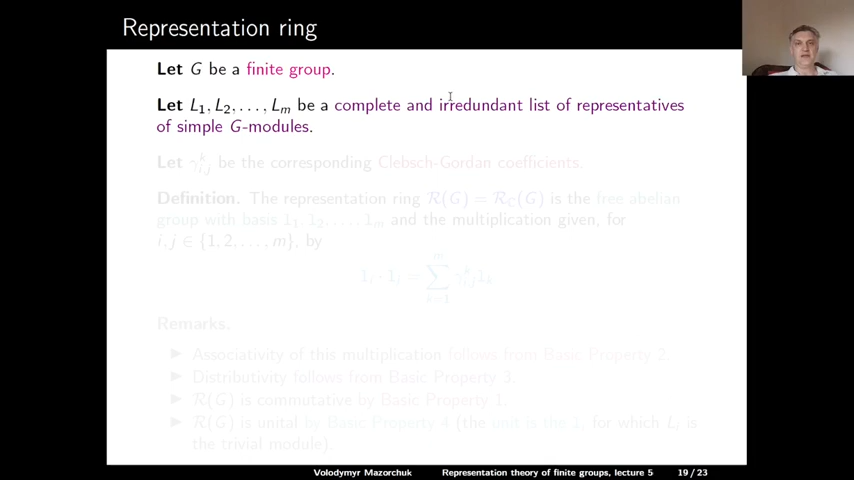 Representation ring
Let G be a finite group.
Let L₁, L₂, . . . , Lₘ be a complete and irredundant list of representatives
of simple G-modules.
Let γᵏᵢ,ⱼ be the corresponding Clebsch-Gordan coefficients.
Definition. The representation ring R(G) = R_ℂ(G) is the free abelian
group with basis 1₁, 1₂, . . . , 1ₘ and the multiplication given, for
i, j ∈ {1, 2, . . . , m}, by
1ᵢ · 1ⱼ = ∑ₖ₌₁ᵐ γᵏᵢ,ⱼ1ₖ
Remarks.
▶ Associativity of this multiplication follows from Basic Property 2.
▶ Distributivity follows from Basic Property 3.
▶ R(G) is commutative by Basic Property 1.
▶ R(G) is unital by Basic Property 4 (the unit is the 1ᵢ for which Lᵢ is
the trivial module).
Volodymyr Mazorchuk Representation theory of finite groups, lecture 5 19 / 23